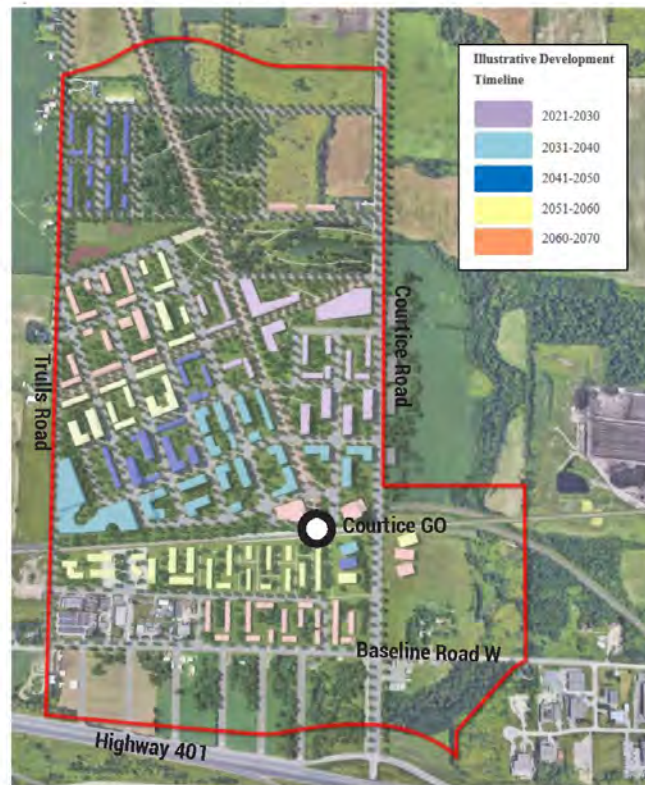 Illustrative Development
Timeline
2021-2030
2031-2040
2041-2050
2051-2060
2060-2070
Trulls Road
Courtice Road
Courtice GO
Baseline Road W
Highway 401